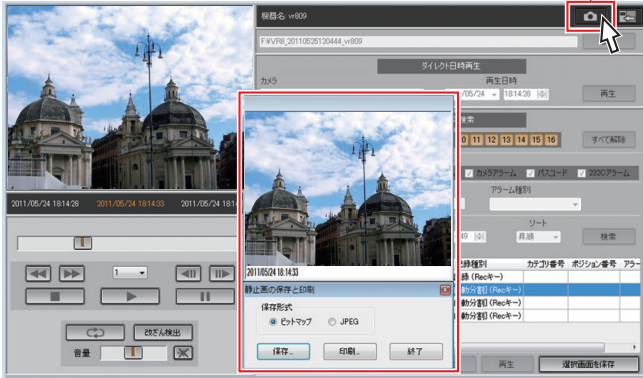 機器名 vr809
F:¥VR8_20110525120444_vr809
ダイレクト日時再生
カメラ
再生日時
/05/24
18:14:28
再生
検索
0 11 12 13 14 15 16
すべて解除
カメラアラーム
パスコード
232Cアラーム
アラーム種別
ソート
49
昇順
検索
録種別
カテゴリ番号
ポジション番号
アラー
録 (Recキー)
動分割] (Recキー)
動分割] (Recキー)
動分割] (Recキー)
再生
選択画面を保存
2011/05/24 18:14:28
2011/05/24 18:14:33
2011/05/24 18:14
1
改ざん検出
音量
2011/05/24 18:14:33
静止画の保存と印刷
保存形式
ビットマップ
JPEG
保存...
印刷...
終了